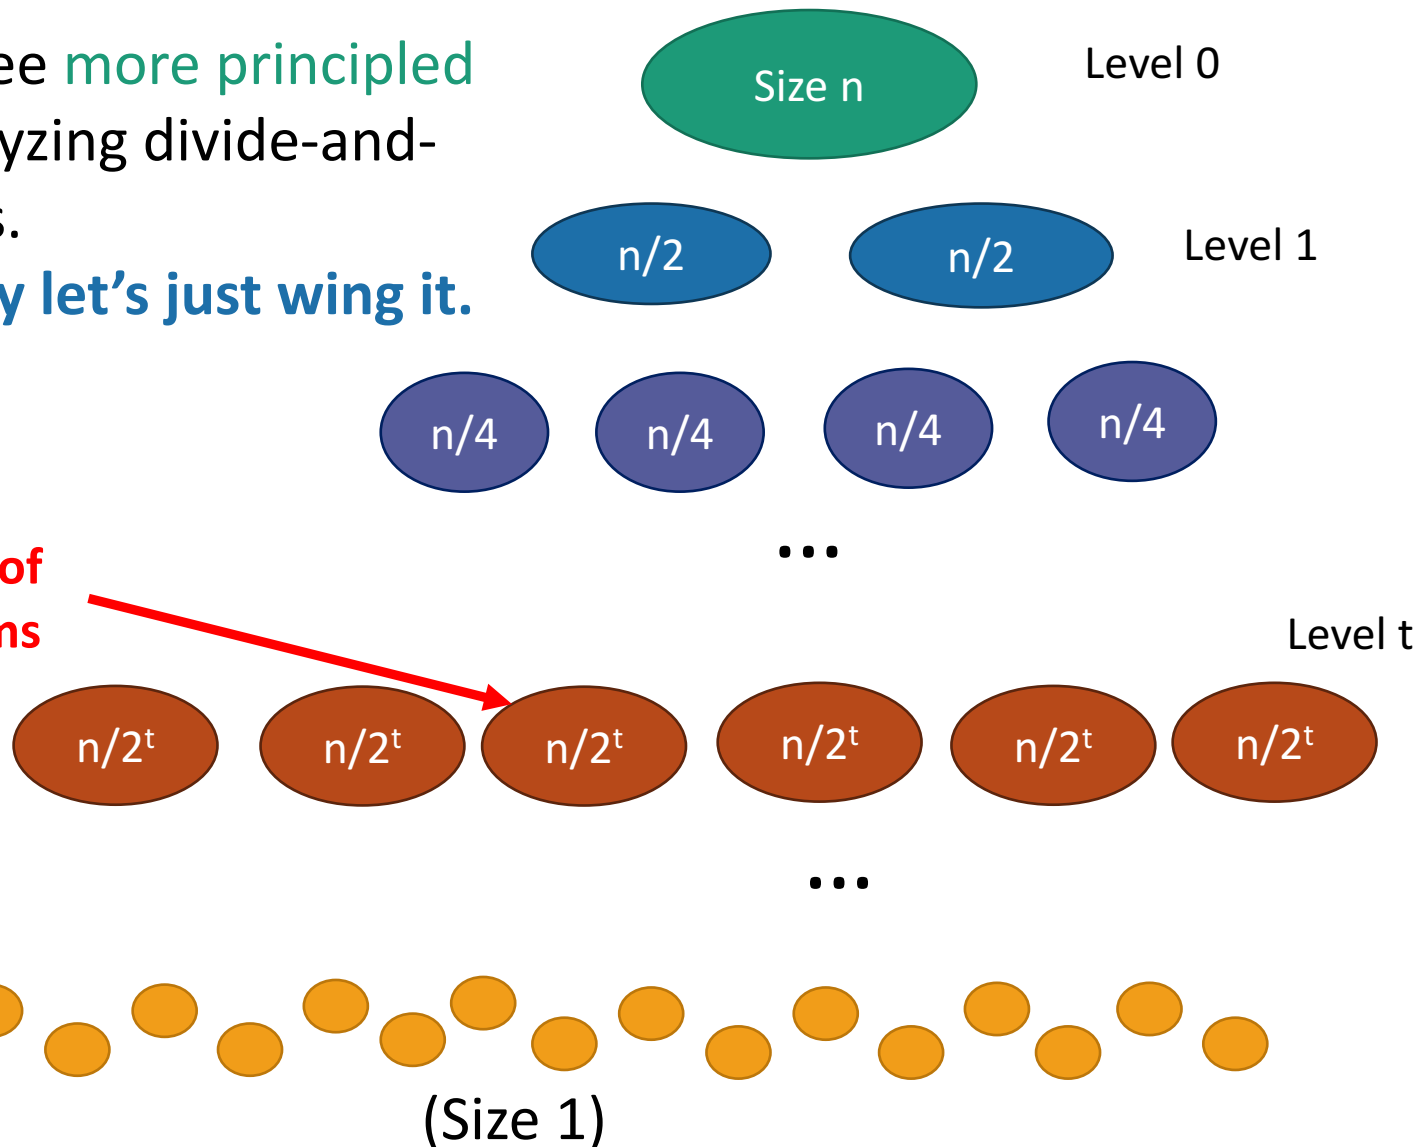 ee more principled
yzing divide-and-
s.
y let's just wing it.
Size n
Level 0
n/2
n/2
Level 1
n/4
n/4
n/4
n/4
...
of
ms
Level t
n/2ᵗ
n/2ᵗ
n/2ᵗ
n/2ᵗ
n/2ᵗ
n/2ᵗ
...
(Size 1)